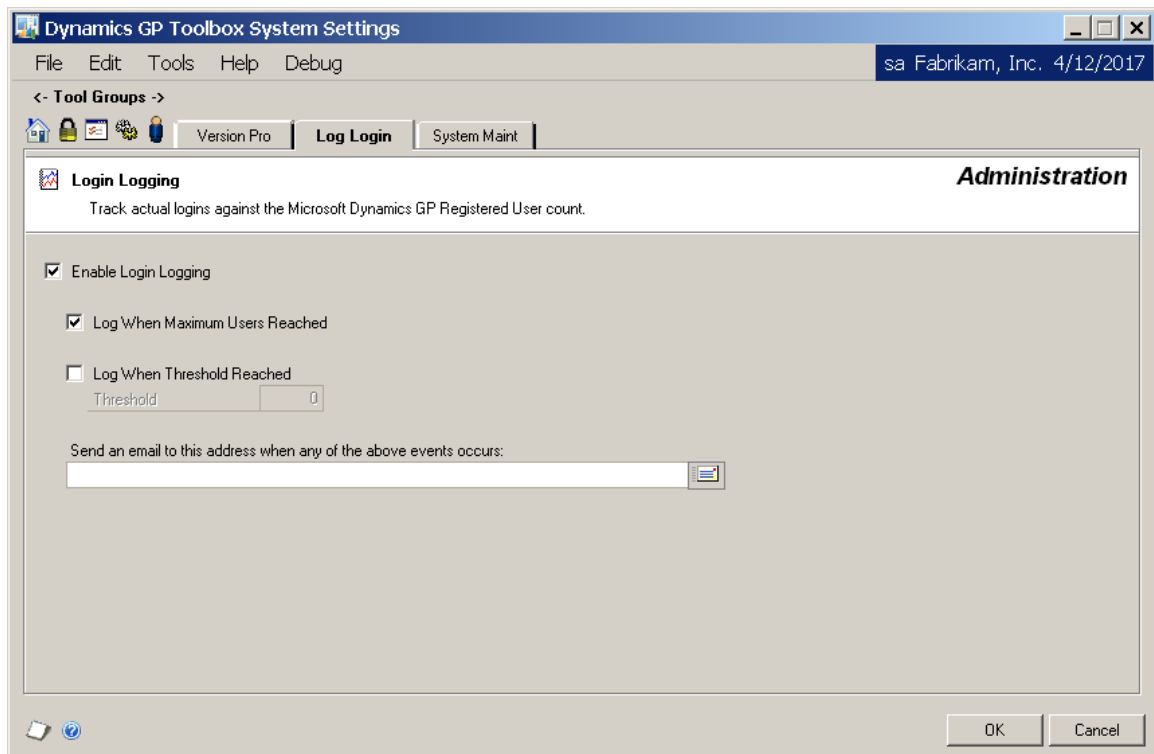 Dynamics GP Toolbox System Settings
File Edit Tools Help Debug sa Fabrikam, Inc. 4/12/2017
<- Tool Groups ->
Version Pro Log Login System Maint
Login Logging Administration
Track actual logins against the Microsoft Dynamics GP Registered User count.
Enable Login Logging
Log When Maximum Users Reached
Log When Threshold Reached
Threshold 0
Send an email to this address when any of the above events occurs:
OK Cancel